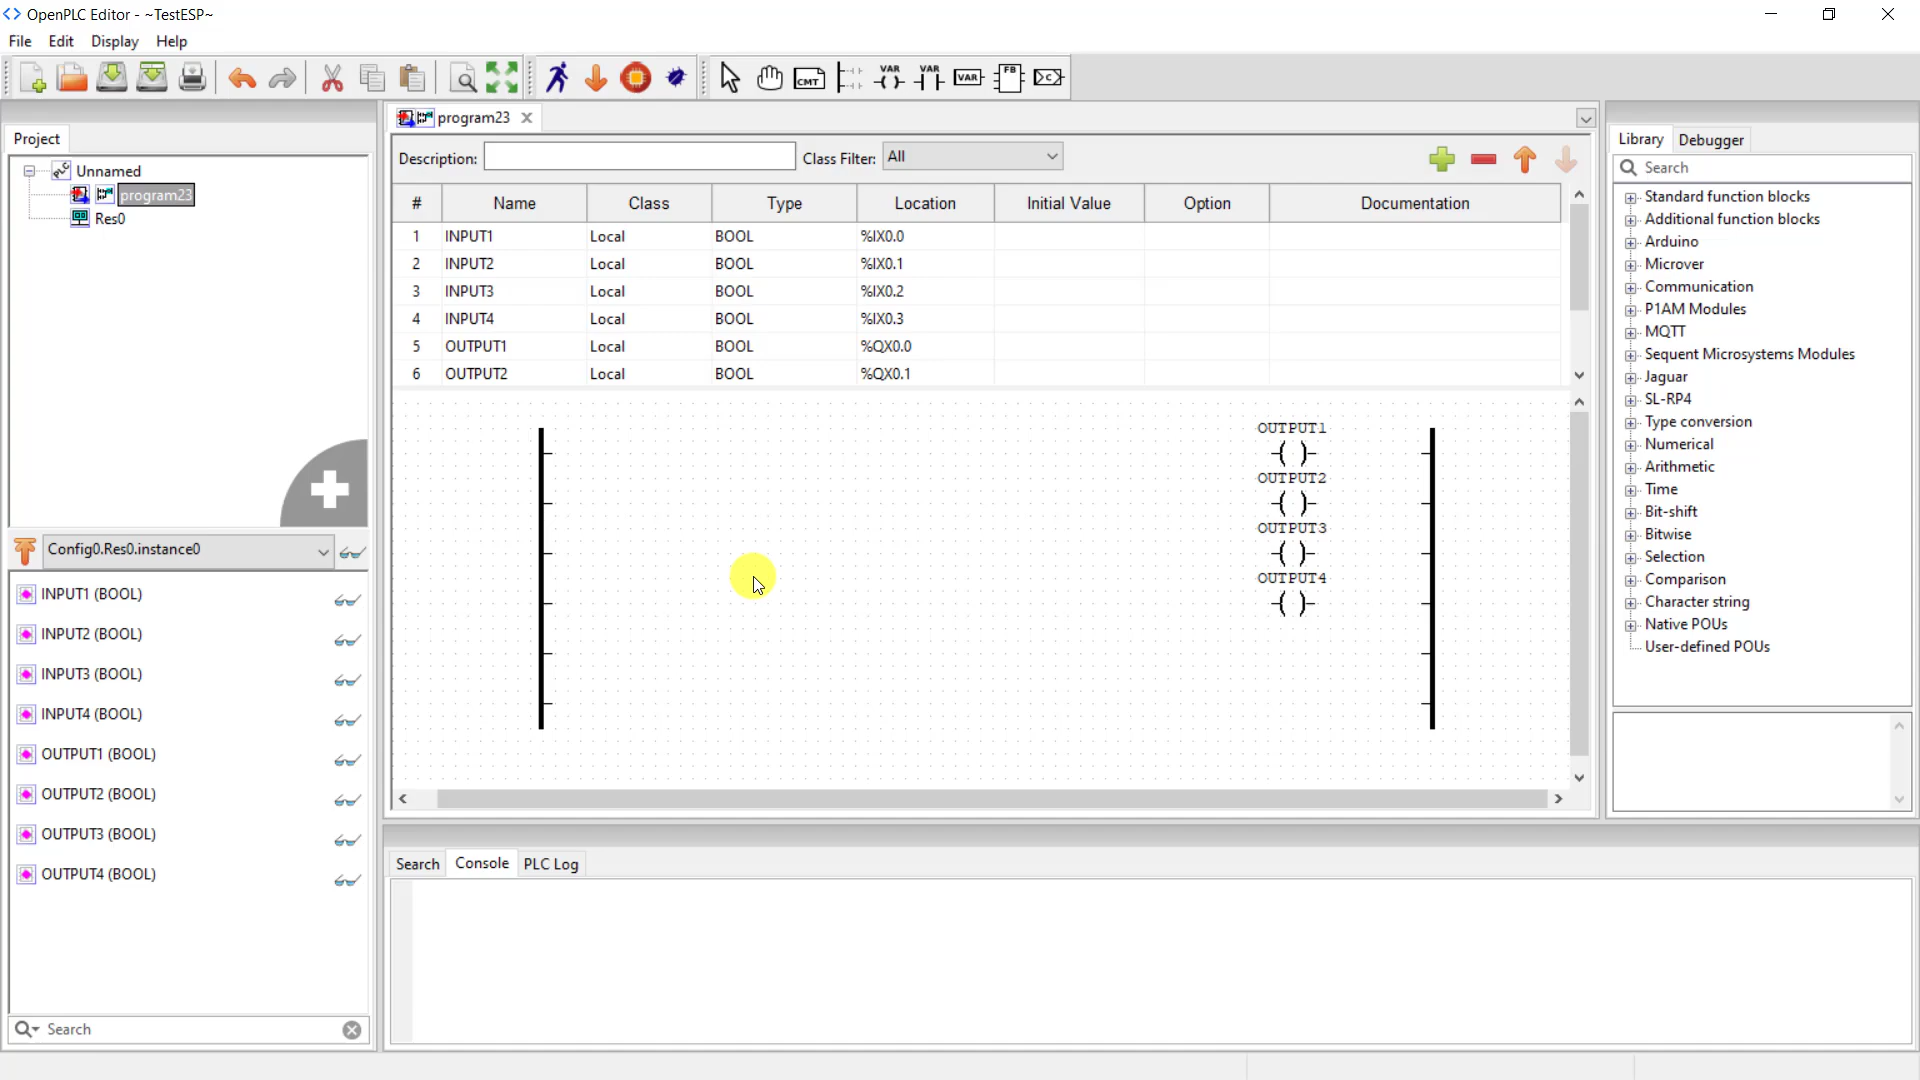 OpenPLC Editor - ~TestESP~
File Edit Display Help
CMT VAR VAR VAR FB C
Project
Unnamed
program23
Res0
Config0.Res0.instance0
INPUT1 (BOOL)
INPUT2 (BOOL)
INPUT3 (BOOL)
INPUT4 (BOOL)
OUTPUT1 (BOOL)
OUTPUT2 (BOOL)
OUTPUT3 (BOOL)
OUTPUT4 (BOOL)
Search
program23
Description: Class Filter: All
# Name Class Type Location Initial Value Option Documentation
1 INPUT1 Local BOOL %IX0.0
2 INPUT2 Local BOOL %IX0.1
3 INPUT3 Local BOOL %IX0.2
4 INPUT4 Local BOOL %IX0.3
5 OUTPUT1 Local BOOL %QX0.0
6 OUTPUT2 Local BOOL %QX0.1
OUTPUT1
OUTPUT2
OUTPUT3
OUTPUT4
Search Console PLC Log
Library Debugger
Search
Standard function blocks
Additional function blocks
Arduino
Microver
Communication
P1AM Modules
MQTT
Sequent Microsystems Modules
Jaguar
SL-RP4
Type conversion
Numerical
Arithmetic
Time
Bit-shift
Bitwise
Selection
Comparison
Character string
Native POUs
User-defined POUs